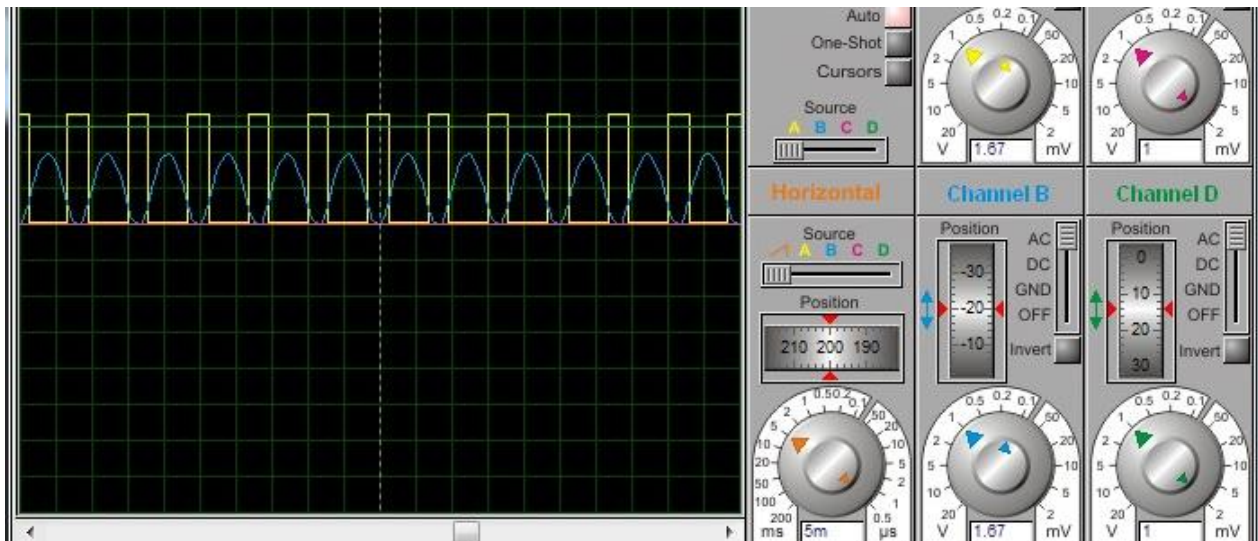 Auto
One-Shot
Cursors
Source
A B C D
2 1 0.5 0.2 0.1 50 20 10 5 2
5 10 20
V 1.67 mV
2 1 0.5 0.2 0.1 50 20 10 5 2
5 10 20
V 1 mV
Horizontal
Source
A B C D
Position
210 200 190
200 100 50 20 10 5 2 1 0.5 0.2 0.1 50 20 10 5 2 1 0.5
ms 5m µs
Channel B
Position
-30
-20
-10
AC
DC
GND
OFF
Invert
20 10 5 2 1 0.5 0.2 0.1 50 20 10 5 2
V 1.67 mV
Channel D
Position
0
10
20
30
AC
DC
GND
OFF
Invert
20 10 5 2 1 0.5 0.2 0.1 50 20 10 5 2
V 1 mV